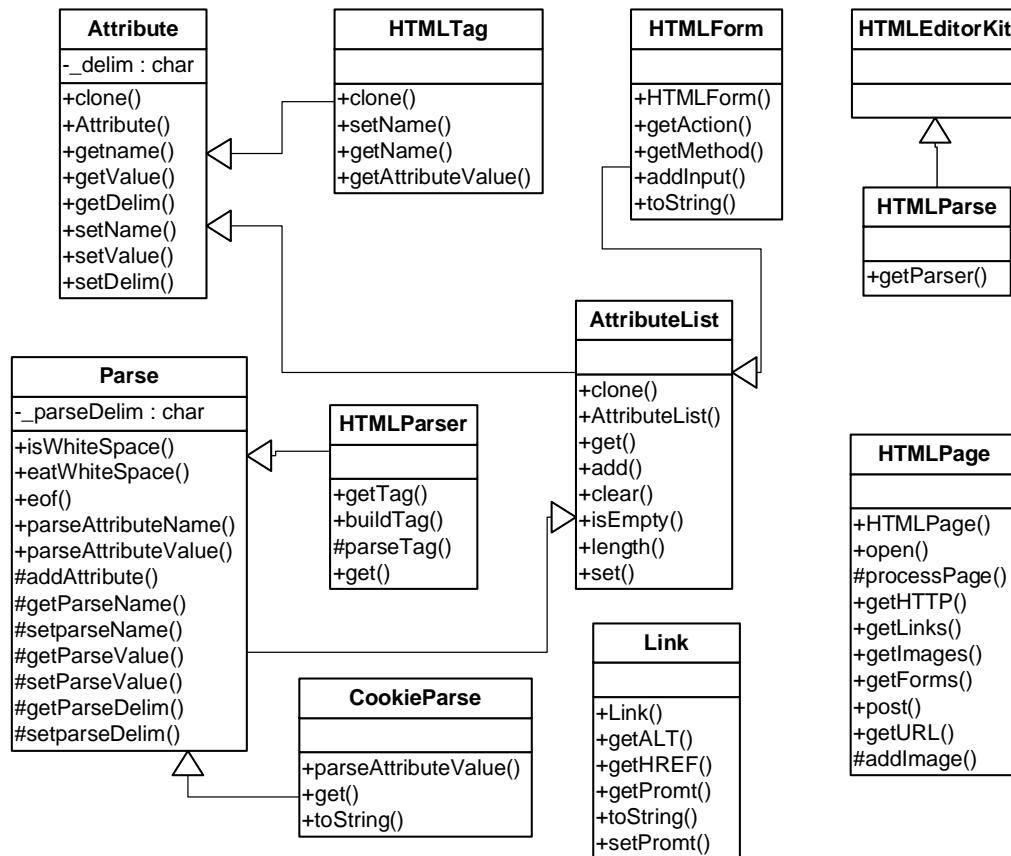 Attribute
-_delim : char
+clone()
+Attribute()
+getname()
+getValue()
+getDelim()
+setName()
+setValue()
+setDelim()
HTMLTag
+clone()
+setName()
+getName()
+getAttributeValue()
HTMLForm
+HTMLForm()
+getAction()
+getMethod()
+addInput()
+toString()
HTMLEditorKit
HTMLParse
+getParser()
AttributeList
+clone()
+AttributeList()
+get()
+add()
+clear()
+isEmpty()
+length()
+set()
Parse
-_parseDelim : char
+isWhiteSpace()
+eatWhiteSpace()
+eof()
+parseAttributeName()
+parseAttributeValue()
#addAttribute()
#getParseName()
#setparseName()
#getParseValue()
#setParseValue()
#getParseDelim()
#setparseDelim()
HTMLParser
+getTag()
+buildTag()
#parseTag()
+get()
HTMLPage
+HTMLPage()
+open()
#processPage()
+getHTTP()
+getLinks()
+getImages()
+getForms()
+post()
+getURL()
#addImage()
CookieParse
+parseAttributeValue()
+get()
+toString()
Link
+Link()
+getALT()
+getHREF()
+getPromt()
+toString()
+setPromt()